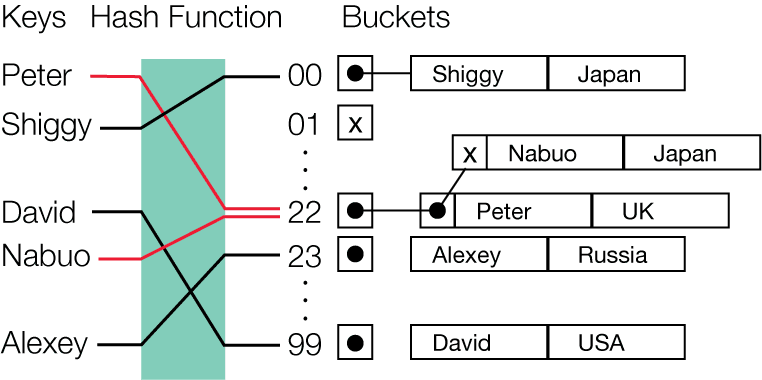 Keys Hash Function Buckets
Peter 00 Shiggy Japan
Shiggy 01 x
x Nabuo Japan
David 22 Peter UK
Nabuo 23 Alexey Russia
Alexey 99 David USA